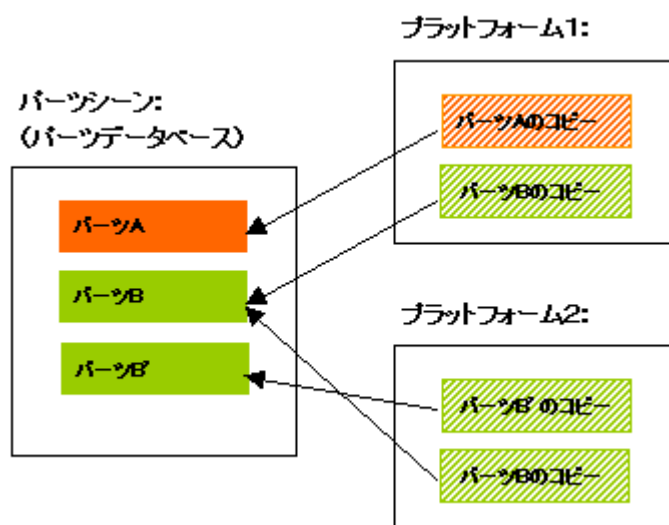 パーツシーン:
(パーツデータベース)
パーツA
パーツB
パーツB'
プラットフォーム1:
パーツAのコピー
パーツBのコピー
プラットフォーム2:
パーツB'のコピー
パーツBのコピー